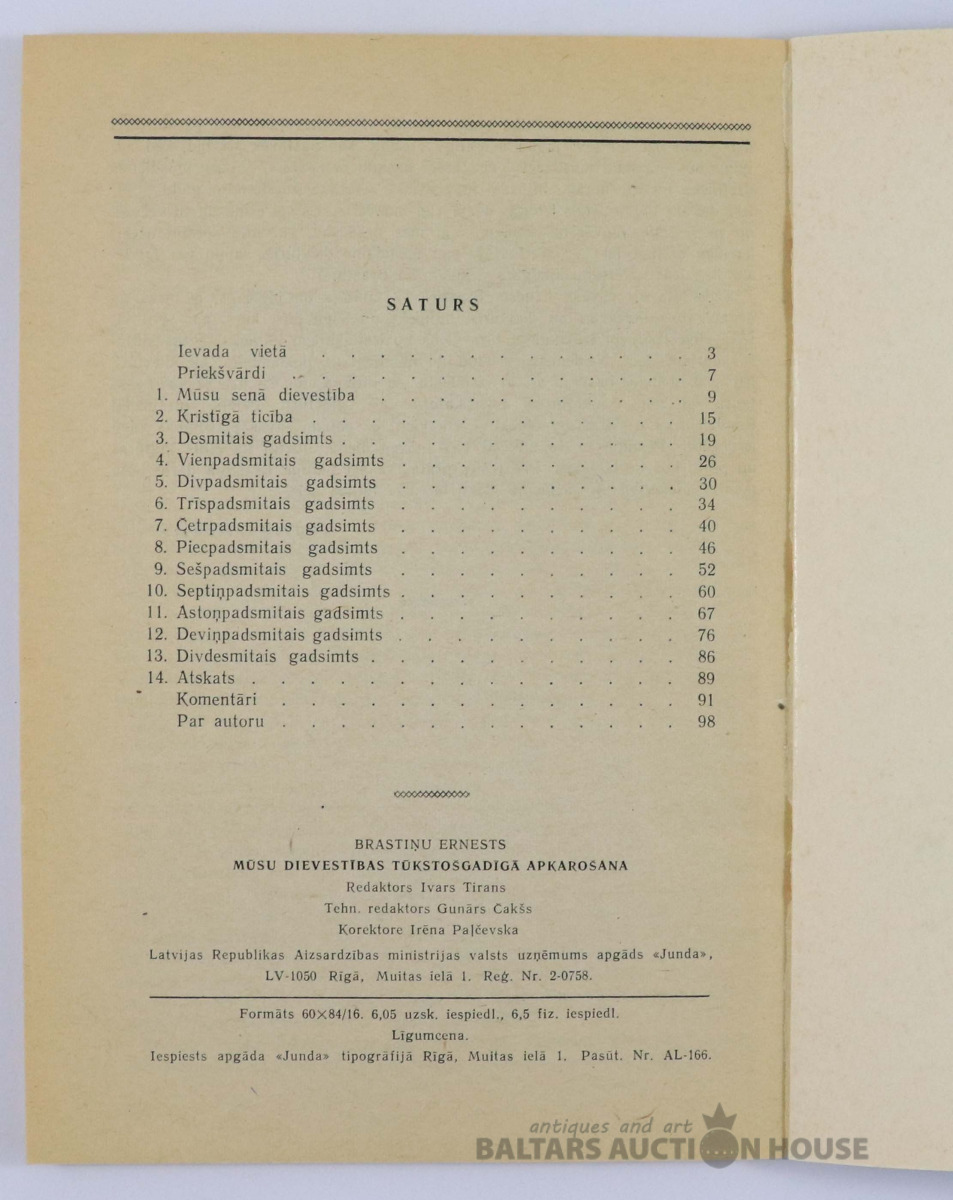 SATURS
Ievada vietā . . . . . . . . . . . . . 3
Priekšvārdi . . . . . . . . . . . . . . 7
1. Mūsu senā dievestība . . . . . . . . . . . 9
2. Kristīgā ticība . . . . . . . . . . . . . 15
3. Desmitais gadsimts . . . . . . . . . . . . 19
4. Vienpadsmitais gadsimts . . . . . . . . . . 26
5. Divpadsmitais gadsimts . . . . . . . . . . 30
6. Trīspadsmitais gadsimts . . . . . . . . . . 34
7. Četrpadsmitais gadsimts . . . . . . . . . . 40
8. Piecpadsmitais gadsimts . . . . . . . . . . 46
9. Sešpadsmitais gadsimts . . . . . . . . . . 52
10. Septiņpadsmitais gadsimts . . . . . . . . . . 60
11. Astoņpadsmitais gadsimts . . . . . . . . . . 67
12. Deviņpadsmitais gadsimts . . . . . . . . . . 76
13. Divdesmitais gadsimts . . . . . . . . . . . 86
14. Atskats . . . . . . . . . . . . . . . 89
Komentāri . . . . . . . . . . . . . . 91
Par autoru . . . . . . . . . . . . . . 98
BRASTIŅU ERNESTS
MŪSU DIEVESTĪBAS TŪKSTOŠGADĪGĀ APKAROŠANA
Redaktors Ivars Tirans
Tehn. redaktors Gunārs Čakšs
Korektore Irēna Paļčevska
Latvijas Republikas Aizsardzības ministrijas valsts uzņēmums apgāds «Junda»,
LV-1050 Rīgā, Muitas ielā 1. Reģ. Nr. 2-0758.
Formāts 60×84/16. 6,05 uzsk. iespiedl., 6,5 fiz. iespiedl.
Līgumcena.
Iespiests apgāda «Junda» tipogrāfijā Rīgā, Muitas ielā 1. Pasūt. Nr. AL-166.
antiques and art
BALTARS AUCTION HOUSE